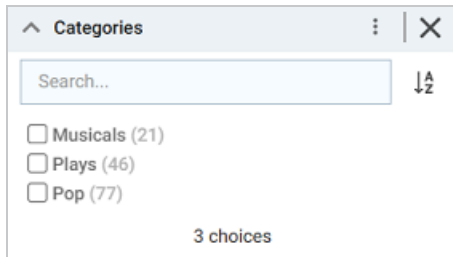 Categories
Search...
A
Z
Musicals (21)
Plays (46)
Pop (77)
3 choices